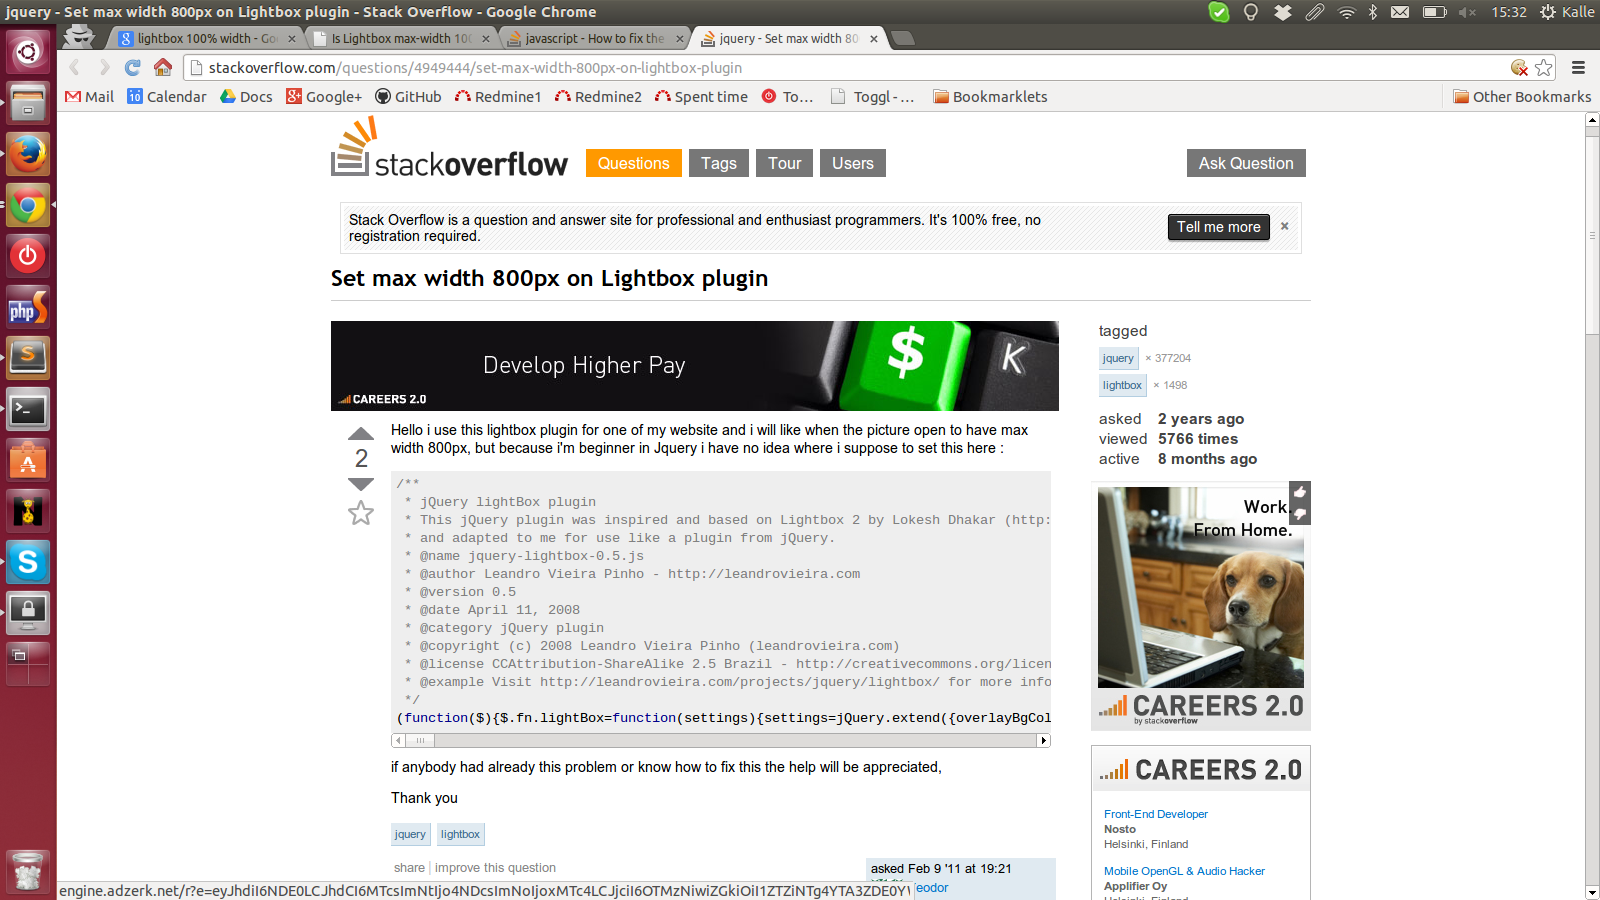 jquery - Set max width 800px on Lightbox plugin - Stack Overflow - Google Chrome
15:32 Kalle
lightbox 100% width - Go
Is Lightbox max-width 100
javascript - How to fix the
jquery - Set max width 80
stackoverflow.com/questions/4949444/set-max-width-800px-on-lightbox-plugin
Mail
10 Calendar
Docs
Google+
GitHub
Redmine1
Redmine2
Spent time
To...
Toggl - ...
Bookmarklets
Other Bookmarks
stackoverflow
Questions
Tags
Tour
Users
Ask Question
Stack Overflow is a question and answer site for professional and enthusiast programmers. It's 100% free, no
registration required.
Tell me more ×
Set max width 800px on Lightbox plugin
Develop Higher Pay
$ K
CAREERS 2.0
Hello i use this lightbox plugin for one of my website and i will like when the picture open to have max
width 800px, but because i'm beginner in Jquery i have no idea where i suppose to set this here :
2
/**
* jQuery lightBox plugin
* This jQuery plugin was inspired and based on Lightbox 2 by Lokesh Dhakar (http:
* and adapted to me for use like a plugin from jQuery.
* @name jquery-lightbox-0.5.js
* @author Leandro Vieira Pinho - http://leandrovieira.com
* @version 0.5
* @date April 11, 2008
* @category jQuery plugin
* @copyright (c) 2008 Leandro Vieira Pinho (leandrovieira.com)
* @license CCAttribution-ShareAlike 2.5 Brazil - http://creativecommons.org/licen
* @example Visit http://leandrovieira.com/projects/jquery/lightbox/ for more info
*/
(function($){$.fn.lightBox=function(settings){settings=jQuery.extend({overlayBgCol
if anybody had already this problem or know how to fix this the help will be appreciated,
Thank you
jquery lightbox
share improve this question
asked Feb 9 '11 at 19:21
eodor
tagged
jquery × 377204
lightbox × 1498
asked 2 years ago
viewed 5766 times
active 8 months ago
Work.
From Home.
CAREERS 2.0
by stackoverflow
CAREERS 2.0
Front-End Developer
Nosto
Helsinki, Finland
Mobile OpenGL & Audio Hacker
Applifier Oy
Helsinki, Finland
php S